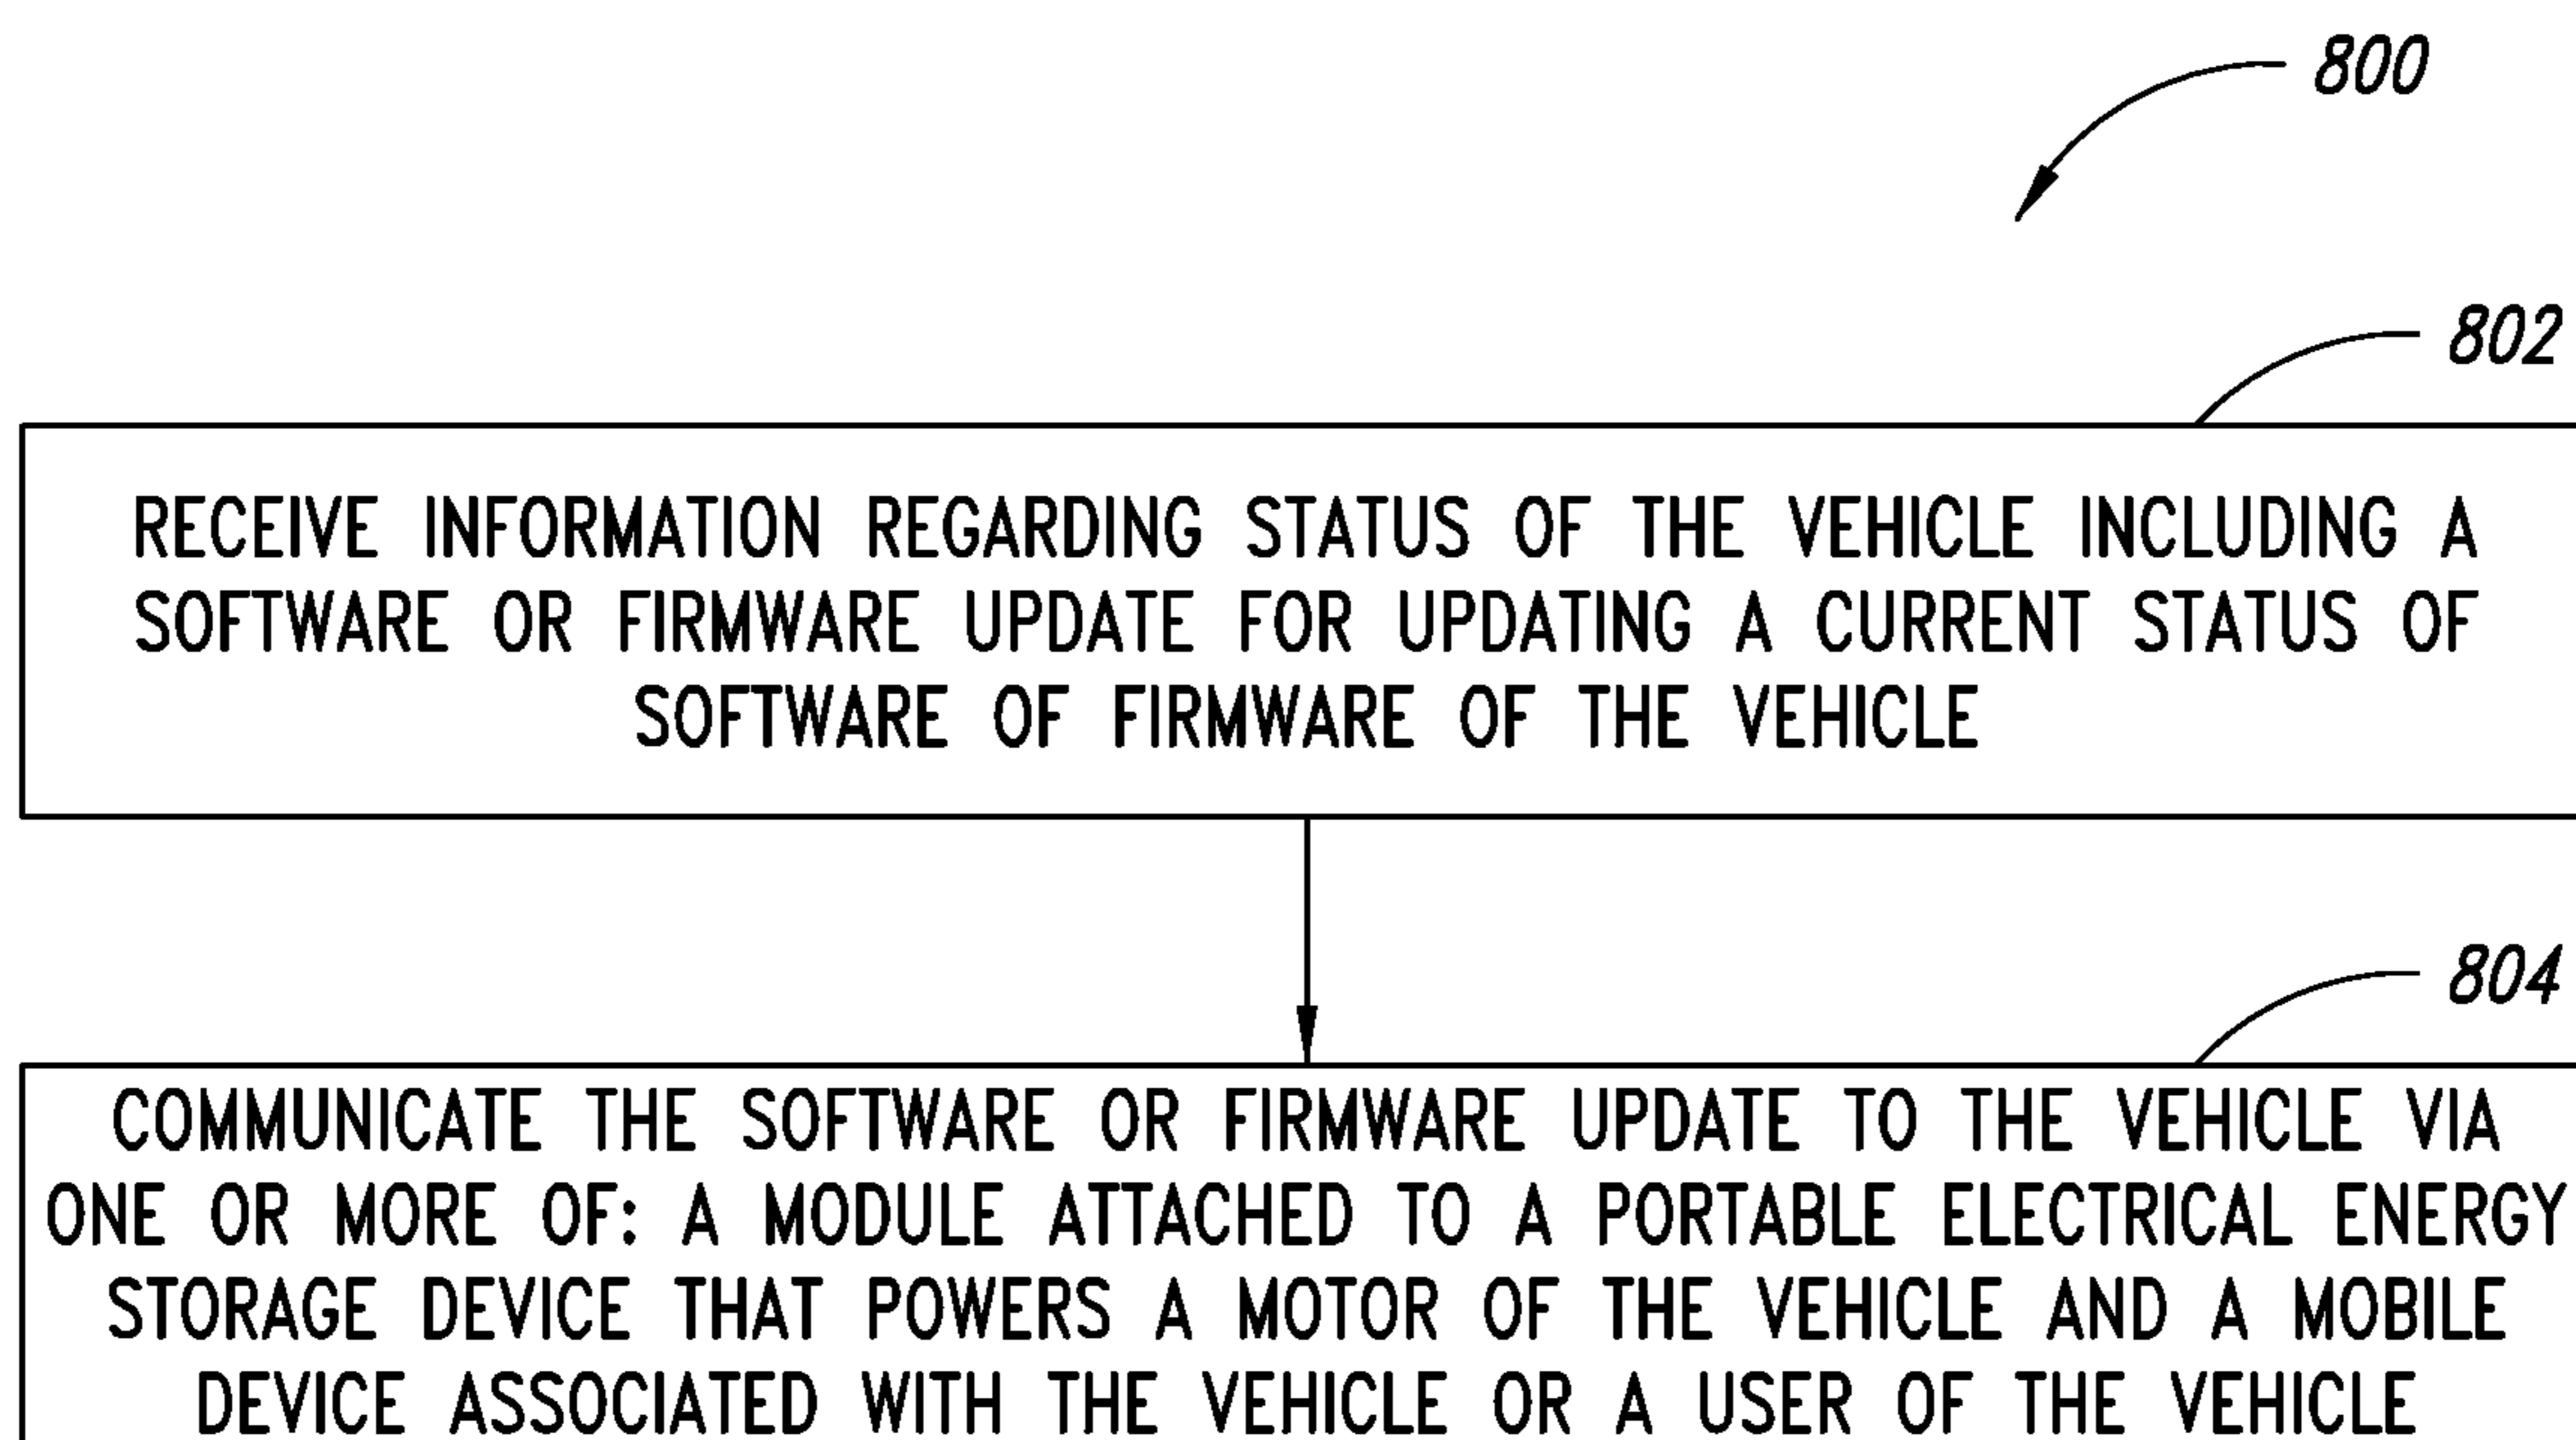 800
802
RECEIVE INFORMATION REGARDING STATUS OF THE VEHICLE INCLUDING A
SOFTWARE OR FIRMWARE UPDATE FOR UPDATING A CURRENT STATUS OF
SOFTWARE OF FIRMWARE OF THE VEHICLE
804
COMMUNICATE THE SOFTWARE OR FIRMWARE UPDATE TO THE VEHICLE VIA
ONE OR MORE OF: A MODULE ATTACHED TO A PORTABLE ELECTRICAL ENERGY
STORAGE DEVICE THAT POWERS A MOTOR OF THE VEHICLE AND A MOBILE
DEVICE ASSOCIATED WITH THE VEHICLE OR A USER OF THE VEHICLE